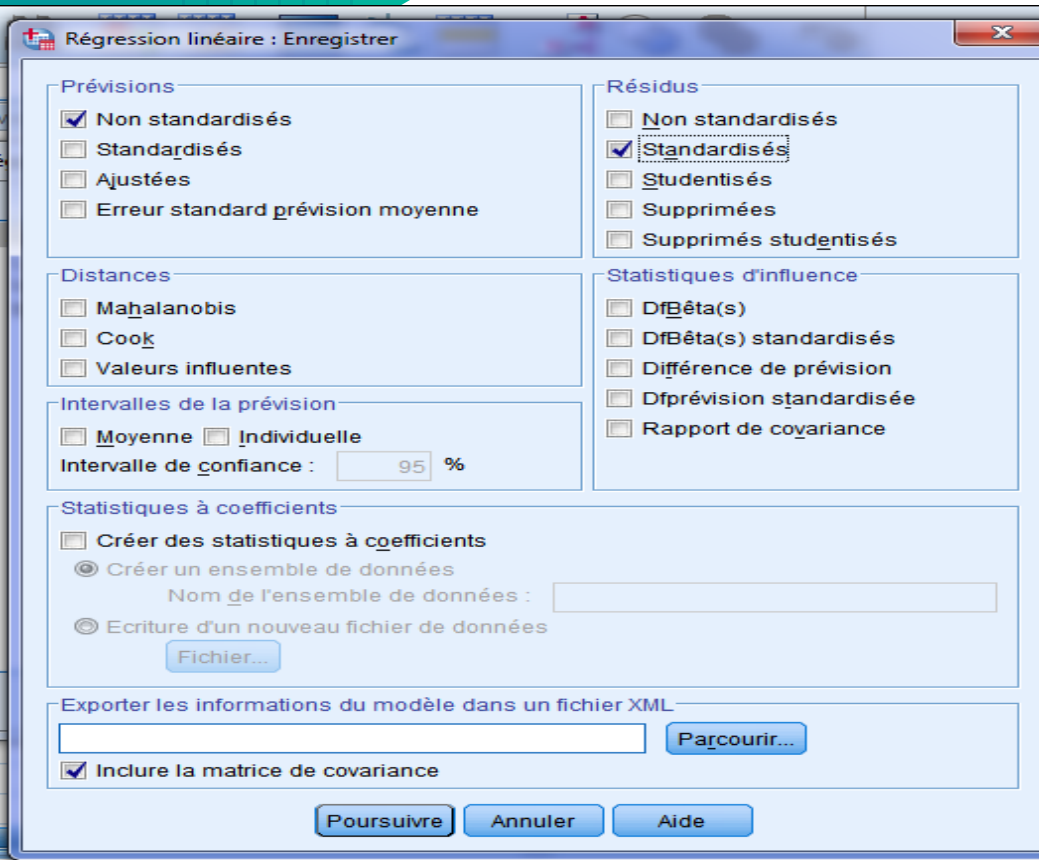 Régression linéaire : Enregistrer
Prévisions
Non standardisés
Standardisés
Ajustées
Erreur standard prévision moyenne
Résidus
Non standardisés
Standardisés
Studentisés
Supprimées
Supprimés studentisés
Distances
Mahalanobis
Cook
Valeurs influentes
Statistiques d'influence
DfBêta(s)
DfBêta(s) standardisés
Différence de prévision
Dfprévision standardisée
Rapport de covariance
Intervalles de la prévision
Moyenne Individuelle
Intervalle de confiance : 95 %
Statistiques à coefficients
Créer des statistiques à coefficients
Créer un ensemble de données
Nom de l'ensemble de données :
Ecriture d'un nouveau fichier de données
Fichier...
Exporter les informations du modèle dans un fichier XML
Parcourir...
Inclure la matrice de covariance
Poursuivre Annuler Aide